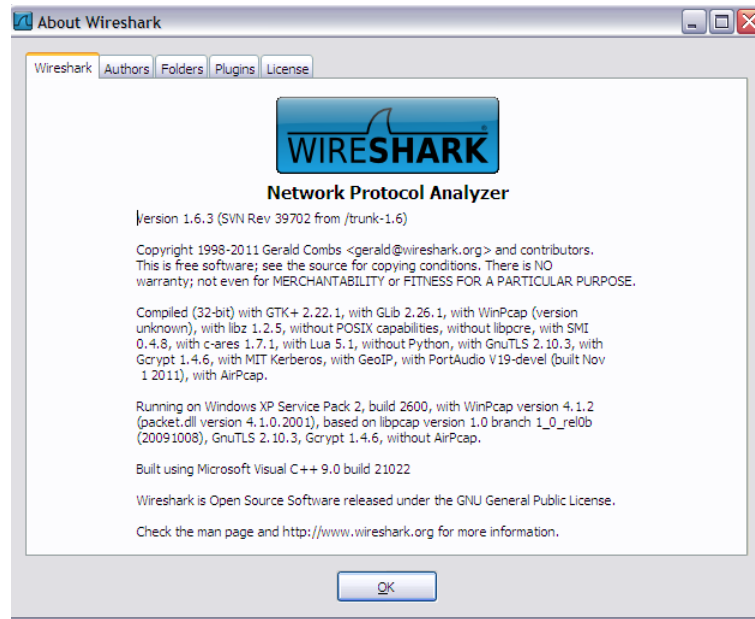 About Wireshark
Wireshark Authors Folders Plugins License
WIRESHARK®
Network Protocol Analyzer
Version 1.6.3 (SVN Rev 39702 from /trunk-1.6)
Copyright 1998-2011 Gerald Combs <gerald@wireshark.org> and contributors.
This is free software; see the source for copying conditions. There is NO
warranty; not even for MERCHANTABILITY or FITNESS FOR A PARTICULAR PURPOSE.
Compiled (32-bit) with GTK+ 2.22.1, with GLib 2.26.1, with WinPcap (version
unknown), with libz 1.2.5, without POSIX capabilities, without libpcre, with SMI
0.4.8, with c-ares 1.7.1, with Lua 5.1, without Python, with GnuTLS 2.10.3, with
Gcrypt 1.4.6, with MIT Kerberos, with GeoIP, with PortAudio V19-devel (built Nov
1 2011), with AirPcap.
Running on Windows XP Service Pack 2, build 2600, with WinPcap version 4.1.2
(packet.dll version 4.1.0.2001), based on libpcap version 1.0 branch 1_0_rel0b
(20091008), GnuTLS 2.10.3, Gcrypt 1.4.6, without AirPcap.
Built using Microsoft Visual C++ 9.0 build 21022
Wireshark is Open Source Software released under the GNU General Public License.
Check the man page and http://www.wireshark.org for more information.
OK